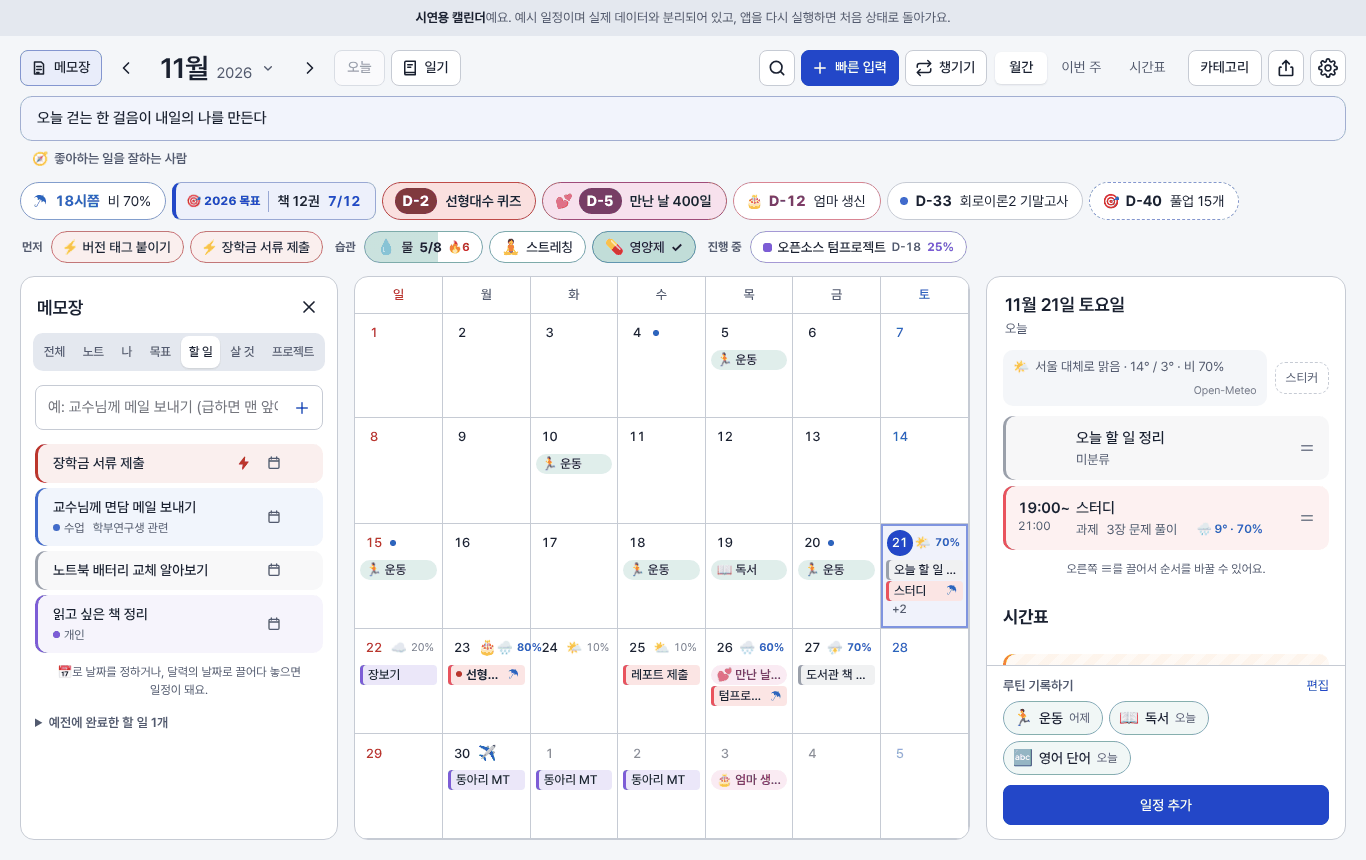 시연용 캘린더예요. 예시 일정이며 실제 데이터와 분리되어 있고, 앱을 다시 실행하면 처음 상태로 돌아가요.
메모장 11월 2026 오늘 일기 빠른 입력 챙기기 월간 이번 주 시간표 카테고리
오늘 걷는 한 걸음이 내일의 나를 만든다
🧭 좋아하는 일을 잘하는 사람
☂ 18시쯤 비 70% 🎯 2026 목표 책 12권 7/12 D-2 선형대수 퀴즈 💕 D-5 만난 날 400일 🎂 D-12 엄마 생신 D-33 회로이론2 기말고사 🎯 D-40 풀업 15개
먼저 ⚡ 버전 태그 붙이기 ⚡ 장학금 서류 제출 습관 💧 물 5/8 🔥6 🧘 스트레칭 💊 영양제 ✓ 진행 중 오픈소스 텀프로젝트 D-18 25%
메모장
전체 노트 나 목표 할 일 살 것 프로젝트
예: 교수님께 메일 보내기 (급하면 맨 앞에
장학금 서류 제출
교수님께 면담 메일 보내기
수업 학부연구생 관련
노트북 배터리 교체 알아보기
읽고 싶은 책 정리
개인
📅로 날짜를 정하거나, 달력의 날짜로 끌어다 놓으면
일정이 돼요.
▶ 예전에 완료한 할 일 1개
일 월 화 수 목 금 토
1 2 3 4 5 6 7
🏃 운동
8 9 10 11 12 13 14
🏃 운동
15 16 17 18 19 20 21 🌤️ 70%
🏃 운동 🏃 운동 📖 독서 🏃 운동 오늘 할 일 ...
스터디 ☂
+2
22 ☁️ 20% 23 🎂🌧️ 80% 24 🌤️ 10% 25 ⛅ 10% 26 🌧️ 60% 27 ⛈️ 70% 28
장보기 선형... ☂ 레포트 제출 💕 만난 날... 도서관 책 ...
텀프로... ☂
29 30 ✈️ 1 2 3 4 5
동아리 MT 동아리 MT 동아리 MT 🎂 엄마 생...
11월 21일 토요일
오늘
🌤️ 서울 대체로 맑음 · 14° / 3° · 비 70%
Open-Meteo
스티커
오늘 할 일 정리
미분류
19:00~ 스터디
21:00 과제 3장 문제 풀이 🌧️ 9° · 70%
오른쪽 ≡를 끌어서 순서를 바꿀 수 있어요.
시간표
루틴 기록하기 편집
🏃 운동 어제 📖 독서 오늘
🔤 영어 단어 오늘
일정 추가